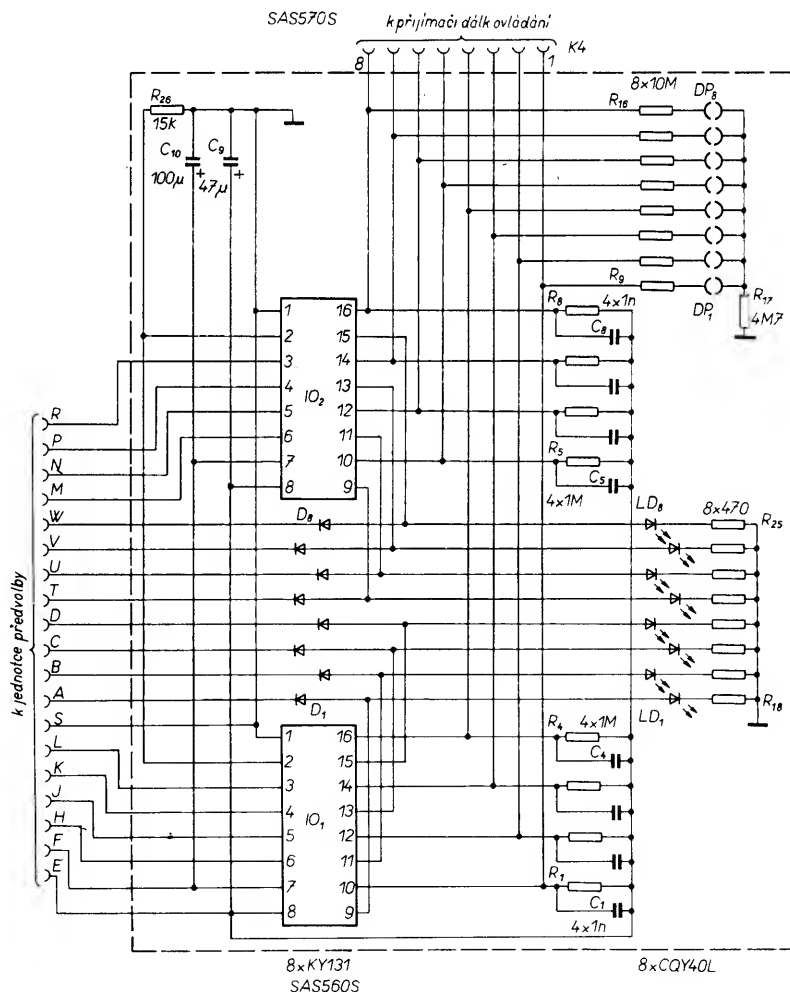 SAS570S
k přijímači dálk. ovládání
8
1
K4
R26
15k
C10
100μ
+
C9
47μ
+
8×10M
R16
DP8
R9
DP1
R17
4M7
1
2
3
4
5
6
7
8
IO2
16
15
14
13
12
11
10
9
R8
4×1n
C8
R5
C5
4×1M
k jednotce předvolby
R
P
N
M
W
V
U
T
D
C
B
A
S
L
K
J
H
F
E
D8
D1
LD8
LD1
8×470
R25
R18
1
2
3
4
5
6
7
8
IO1
16
15
14
13
12
11
10
9
R4
4×1M
C4
R1
C1
4×1n
8×KY131
SAS560S
8×CQY40L